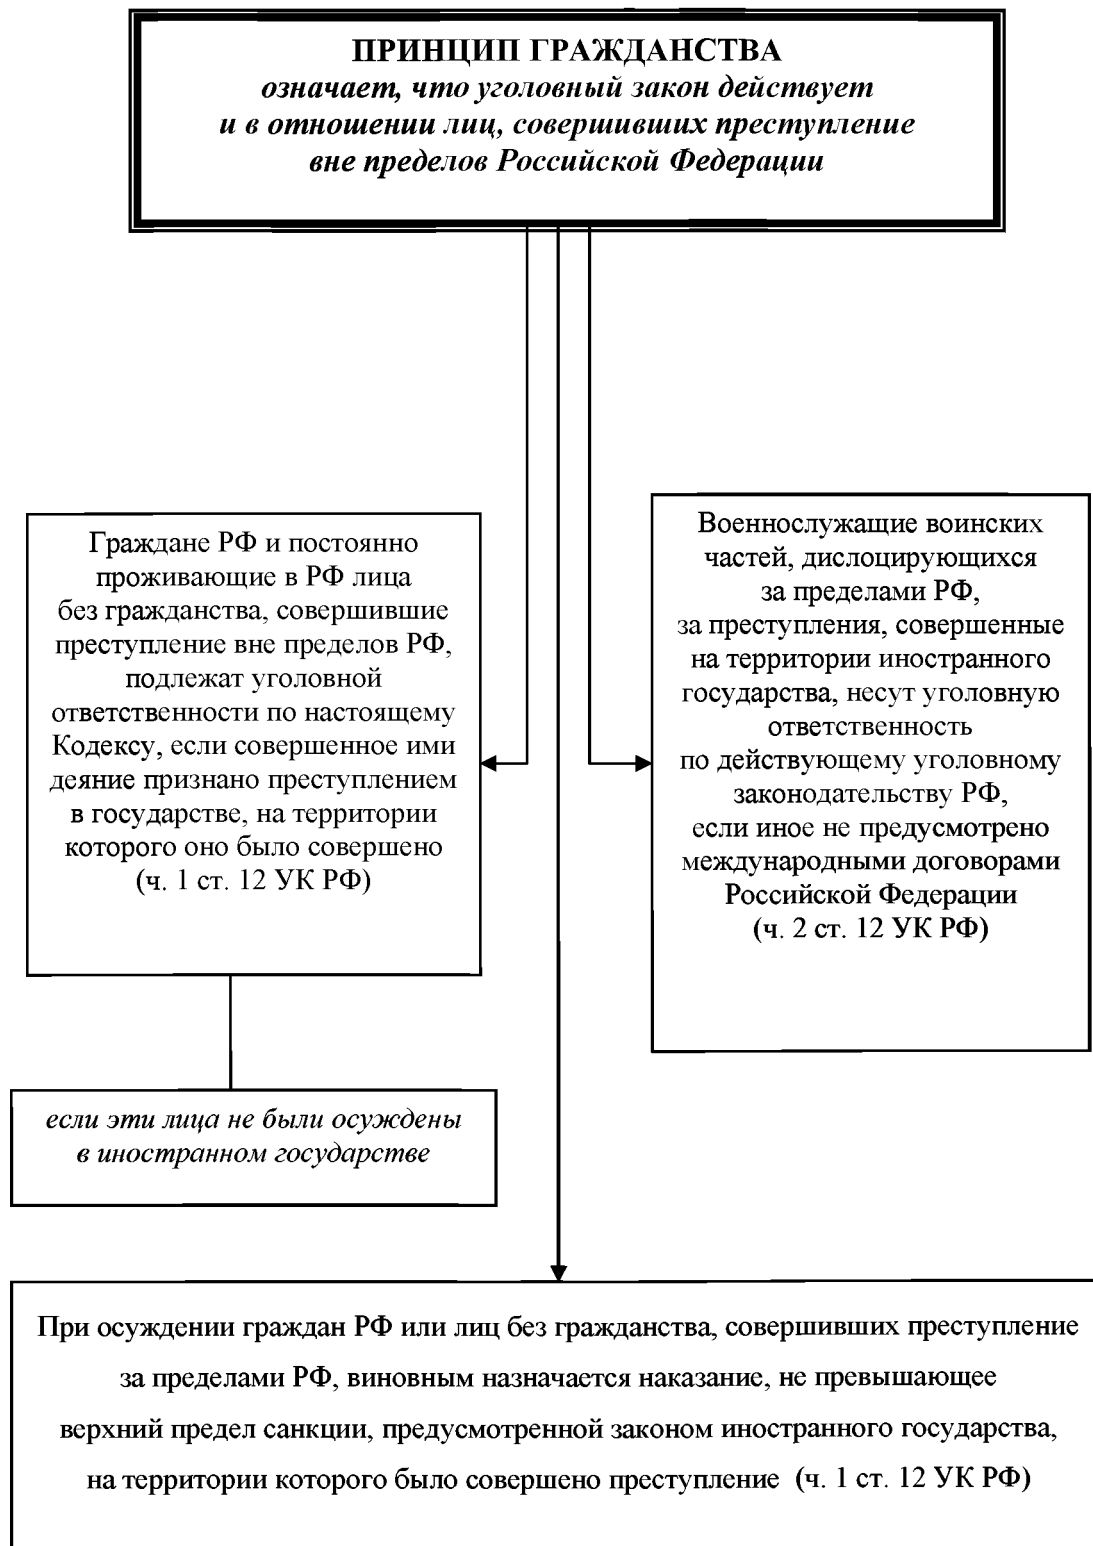 ПРИНЦИП ГРАЖДАНСТВА
означает, что уголовный закон действует
и в отношении лиц, совершивших преступление
вне пределов Российской Федерации
Граждане РФ и постоянно
проживающие в РФ лица
без гражданства, совершившие
преступление вне пределов РФ,
подлежат уголовной
ответственности по настоящему
Кодексу, если совершенное ими
деяние признано преступлением
в государстве, на территории
которого оно было совершено
(ч. 1 ст. 12 УК РФ)
Военнослужащие воинских
частей, дислоцирующихся
за пределами РФ,
за преступления, совершенные
на территории иностранного
государства, несут уголовную
ответственность
по действующему уголовному
законодательству РФ,
если иное не предусмотрено
международными договорами
Российской Федерации
(ч. 2 ст. 12 УК РФ)
если эти лица не были осуждены
в иностранном государстве
При осуждении граждан РФ или лиц без гражданства, совершивших преступление
за пределами РФ, виновным назначается наказание, не превышающее
верхний предел санкции, предусмотренной законом иностранного государства,
на территории которого было совершено преступление (ч. 1 ст. 12 УК РФ)